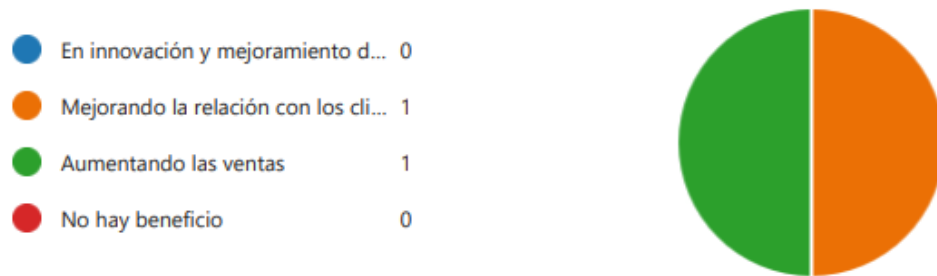 En innovación y mejoramiento d... 0
Mejorando la relación con los cli... 1
Aumentando las ventas 1
No hay beneficio 0